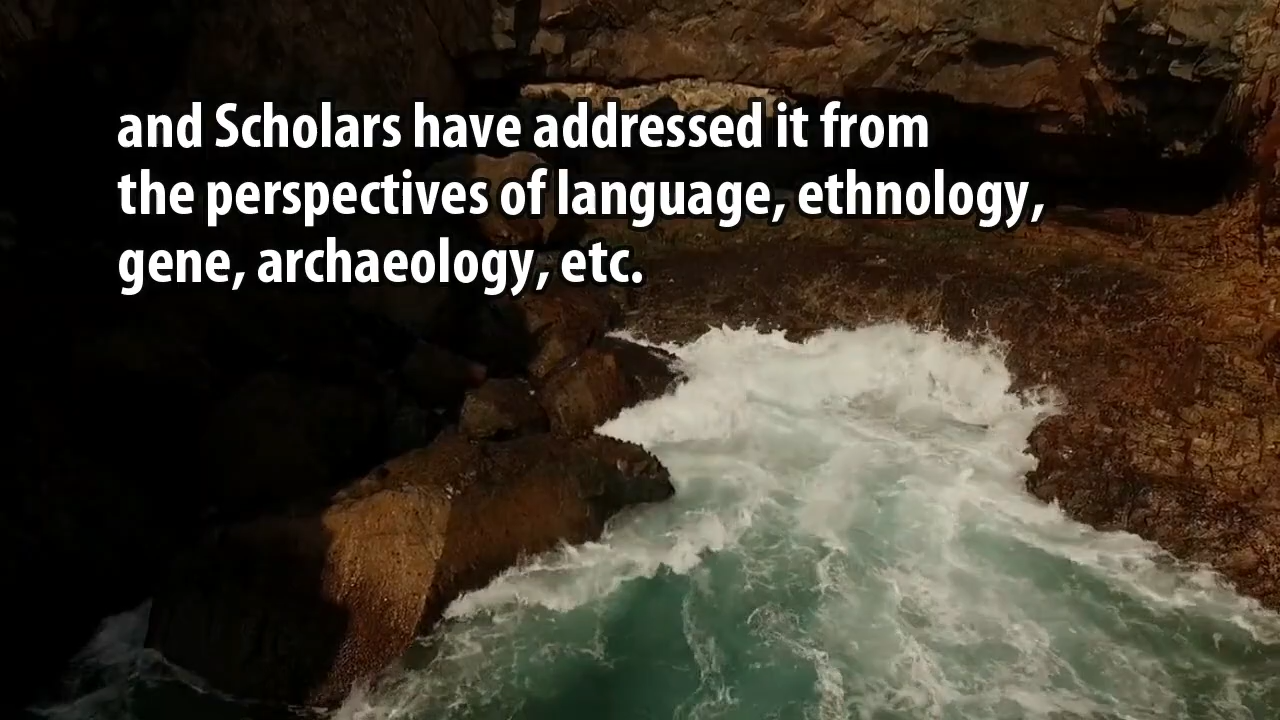 and Scholars have addressed it from
the perspectives of language, ethnology,
gene, archaeology, etc.